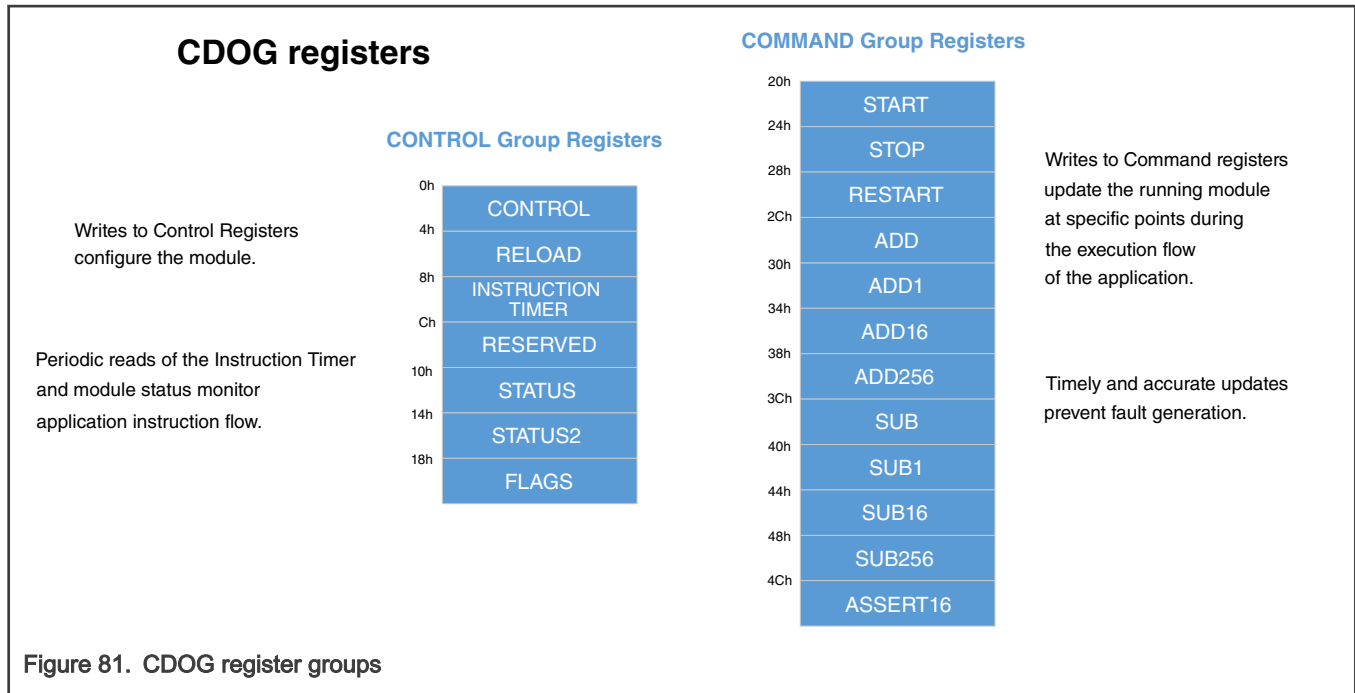 CDOG registers
CONTROL Group Registers
Writes to Control Registers
configure the module.
Periodic reads of the Instruction Timer
and module status monitor
application instruction flow.
0h
CONTROL
4h
RELOAD
8h
INSTRUCTION
TIMER
Ch
RESERVED
10h
STATUS
14h
STATUS2
18h
FLAGS
COMMAND Group Registers
20h
START
24h
STOP
28h
RESTART
2Ch
ADD
30h
ADD1
34h
ADD16
38h
ADD256
3Ch
SUB
40h
SUB1
44h
SUB16
48h
SUB256
4Ch
ASSERT16
Writes to Command registers
update the running module
at specific points during
the execution flow
of the application.
Timely and accurate updates
prevent fault generation.
Figure 81. CDOG register groups